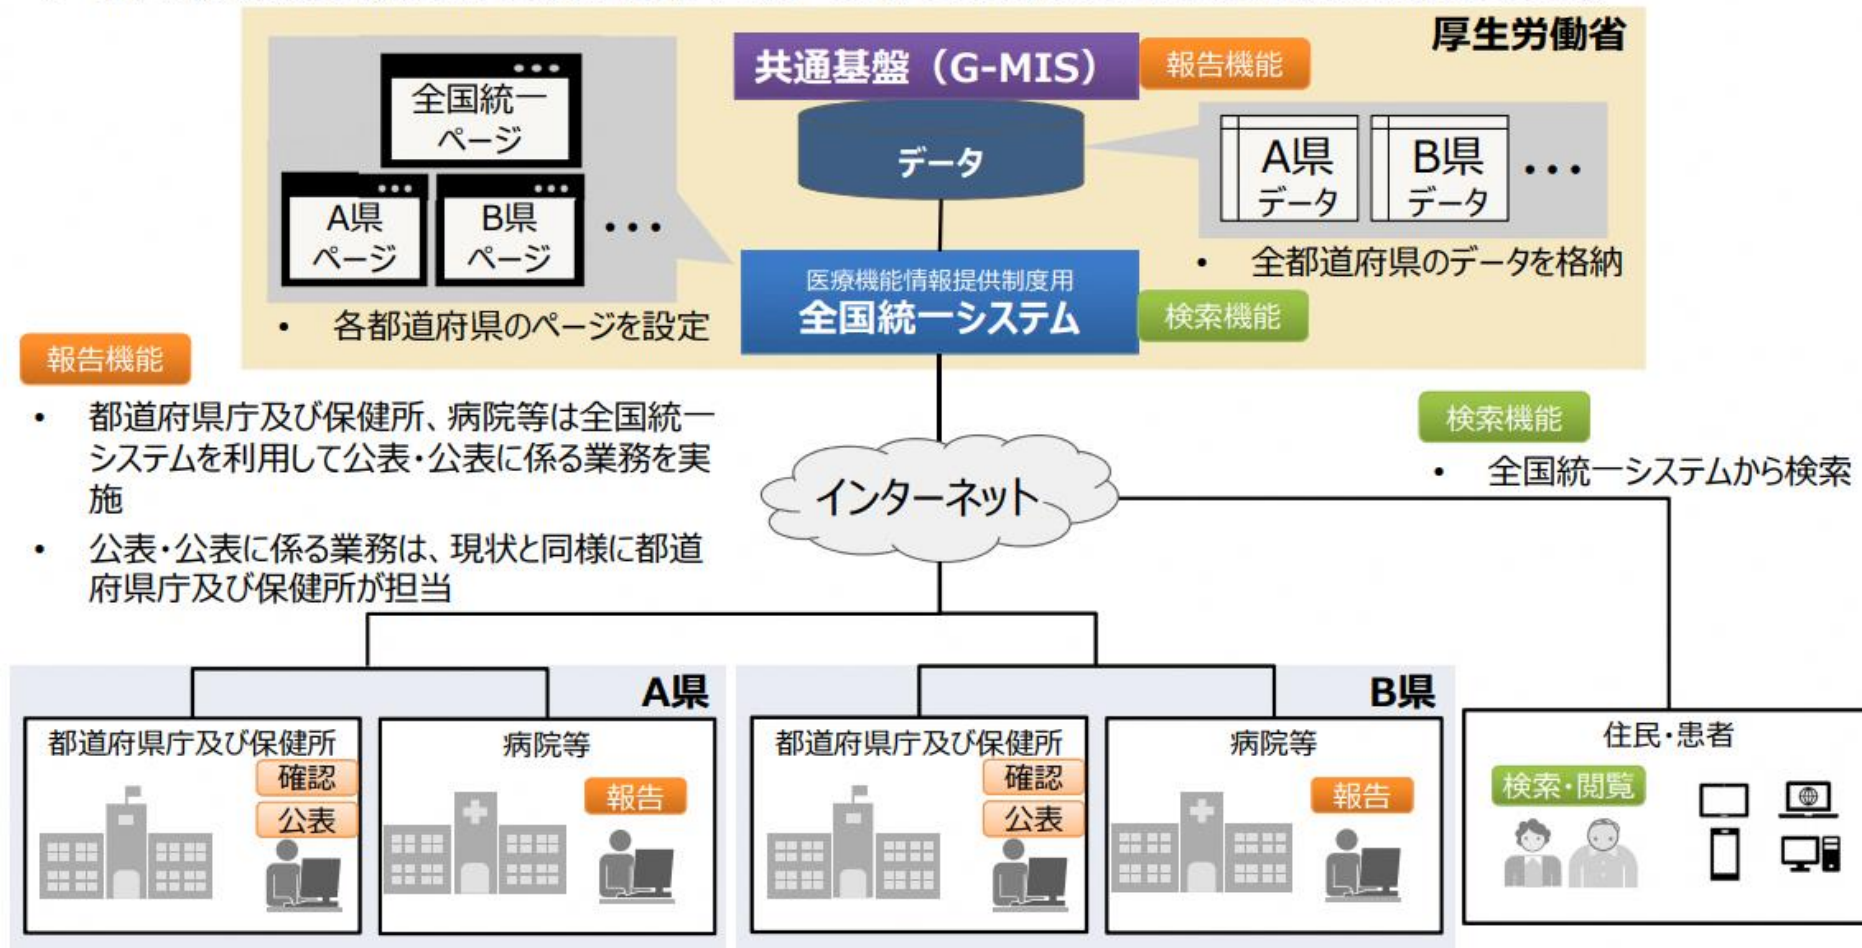 厚生労働省
共通基盤（G-MIS）
報告機能
全国統一
ページ
A県
ページ
B県
ページ
・・・
• 各都道府県のページを設定
データ
A県
データ
B県
データ
・・・
• 全都道府県のデータを格納
医療機能情報提供制度用
全国統一システム
検索機能
報告機能
• 都道府県庁及び保健所、病院等は全国統一
システムを利用して公表・公表に係る業務を実
施
• 公表・公表に係る業務は、現状と同様に都道
府県庁及び保健所が担当
検索機能
• 全国統一システムから検索
インターネット
A県
都道府県庁及び保健所
確認
公表
病院等
報告
B県
都道府県庁及び保健所
確認
公表
病院等
報告
住民・患者
検索・閲覧